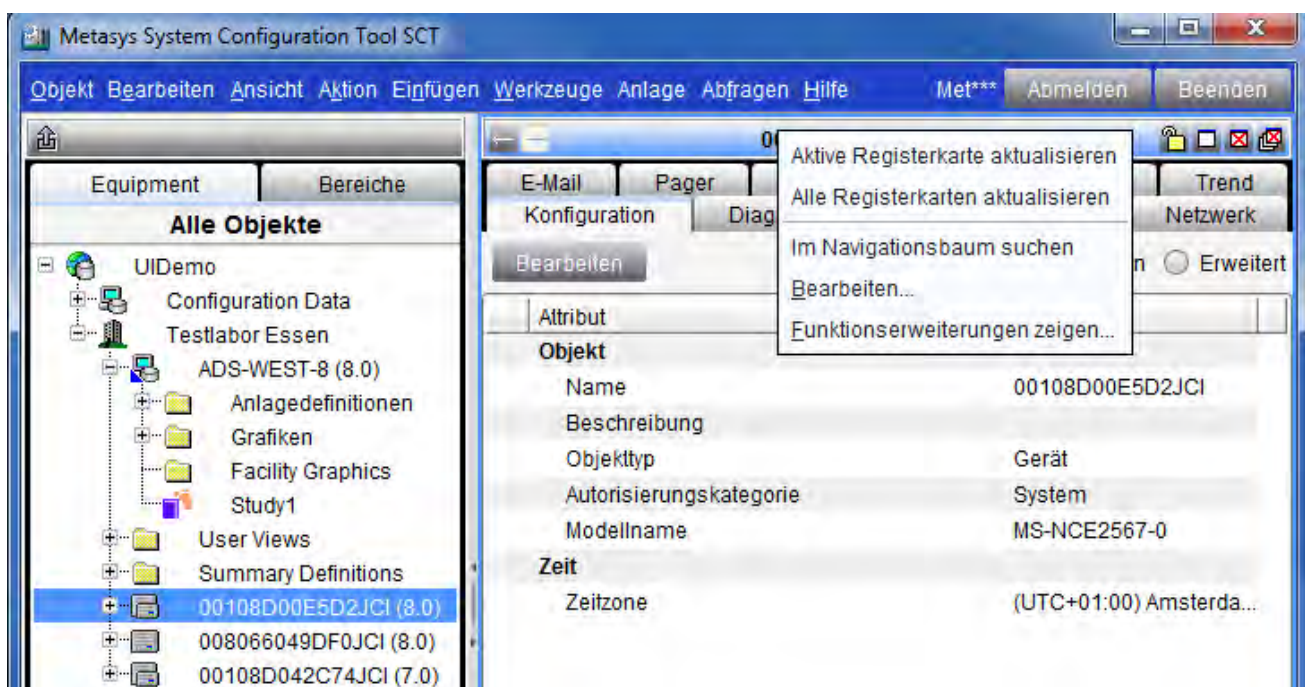 Metasys System Configuration Tool SCT
Objekt Bearbeiten Ansicht Aktion Einfügen Werkzeuge Anlage Abfragen Hilfe Met*** Abmelden Beenden
Equipment Bereiche
Alle Objekte
UIDemo
Configuration Data
Testlabor Essen
ADS-WEST-8 (8.0)
Anlagedefinitionen
Grafiken
Facility Graphics
Study1
User Views
Summary Definitions
00108D00E5D2JCI (8.0)
008066049DF0JCI (8.0)
00108D042C74JCI (7.0)
00
E-Mail Pager Trend
Konfiguration Diag Netzwerk
Bearbeiten n Erweitert
Aktive Registerkarte aktualisieren
Alle Registerkarten aktualisieren
Im Navigationsbaum suchen
Bearbeiten...
Funktionserweiterungen zeigen...
Attribut
Objekt
Name 00108D00E5D2JCI
Beschreibung
Objekttyp Gerät
Autorisierungskategorie System
Modellname MS-NCE2567-0
Zeit
Zeitzone (UTC+01:00) Amsterda...